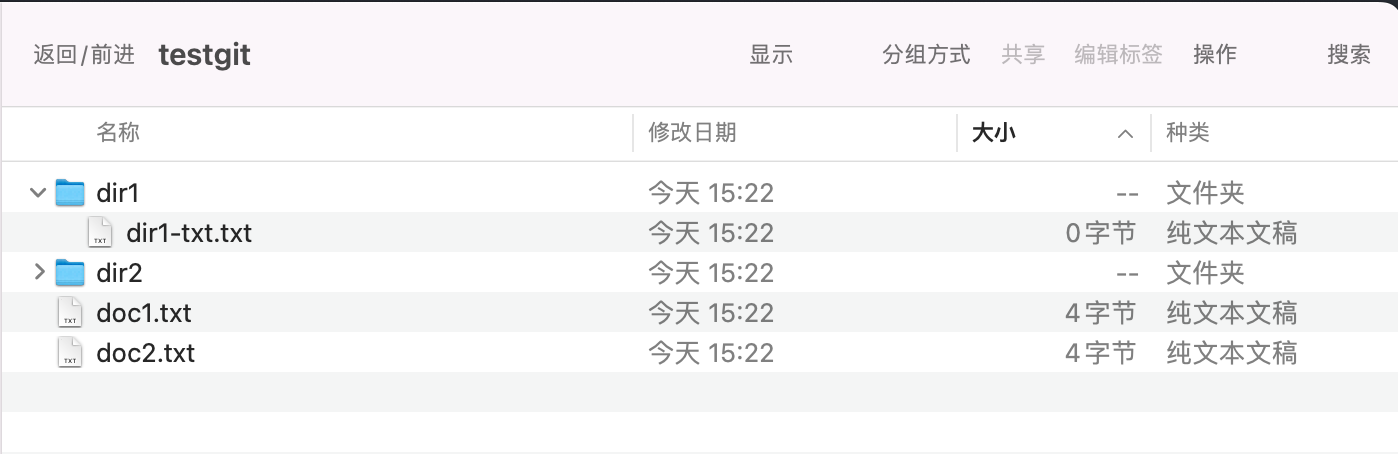 返回/前进 testgit 显示 分组方式 共享 编辑标签 操作 搜索
名称 修改日期 大小 种类
dir1 今天 15:22 -- 文件夹
TXT dir1-txt.txt 今天 15:22 0字节 纯文本文稿
dir2 今天 15:22 -- 文件夹
TXT doc1.txt 今天 15:22 4字节 纯文本文稿
TXT doc2.txt 今天 15:22 4字节 纯文本文稿